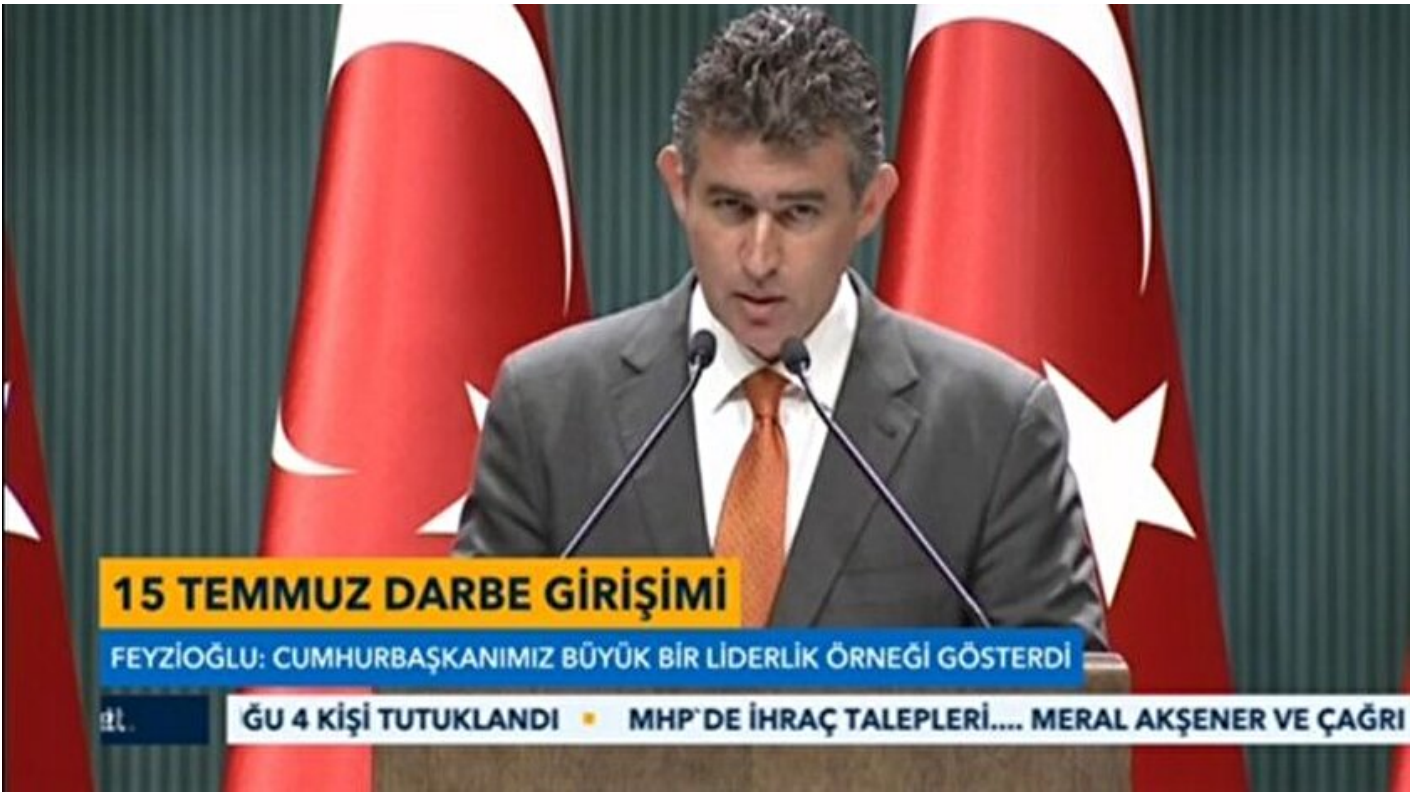 15 TEMMUZ DARBE GİRİŞİMİ
FEYZİOĞLU: CUMHURBAŞKANIMIZ BÜYÜK BİR LİDERLİK ÖRNEĞİ GÖSTERDİ
ĞU 4 KİŞİ TUTUKLANDI ▪ MHP`DE İHRAÇ TALEPLERİ.... MERAL AKŞENER VE ÇAĞRI